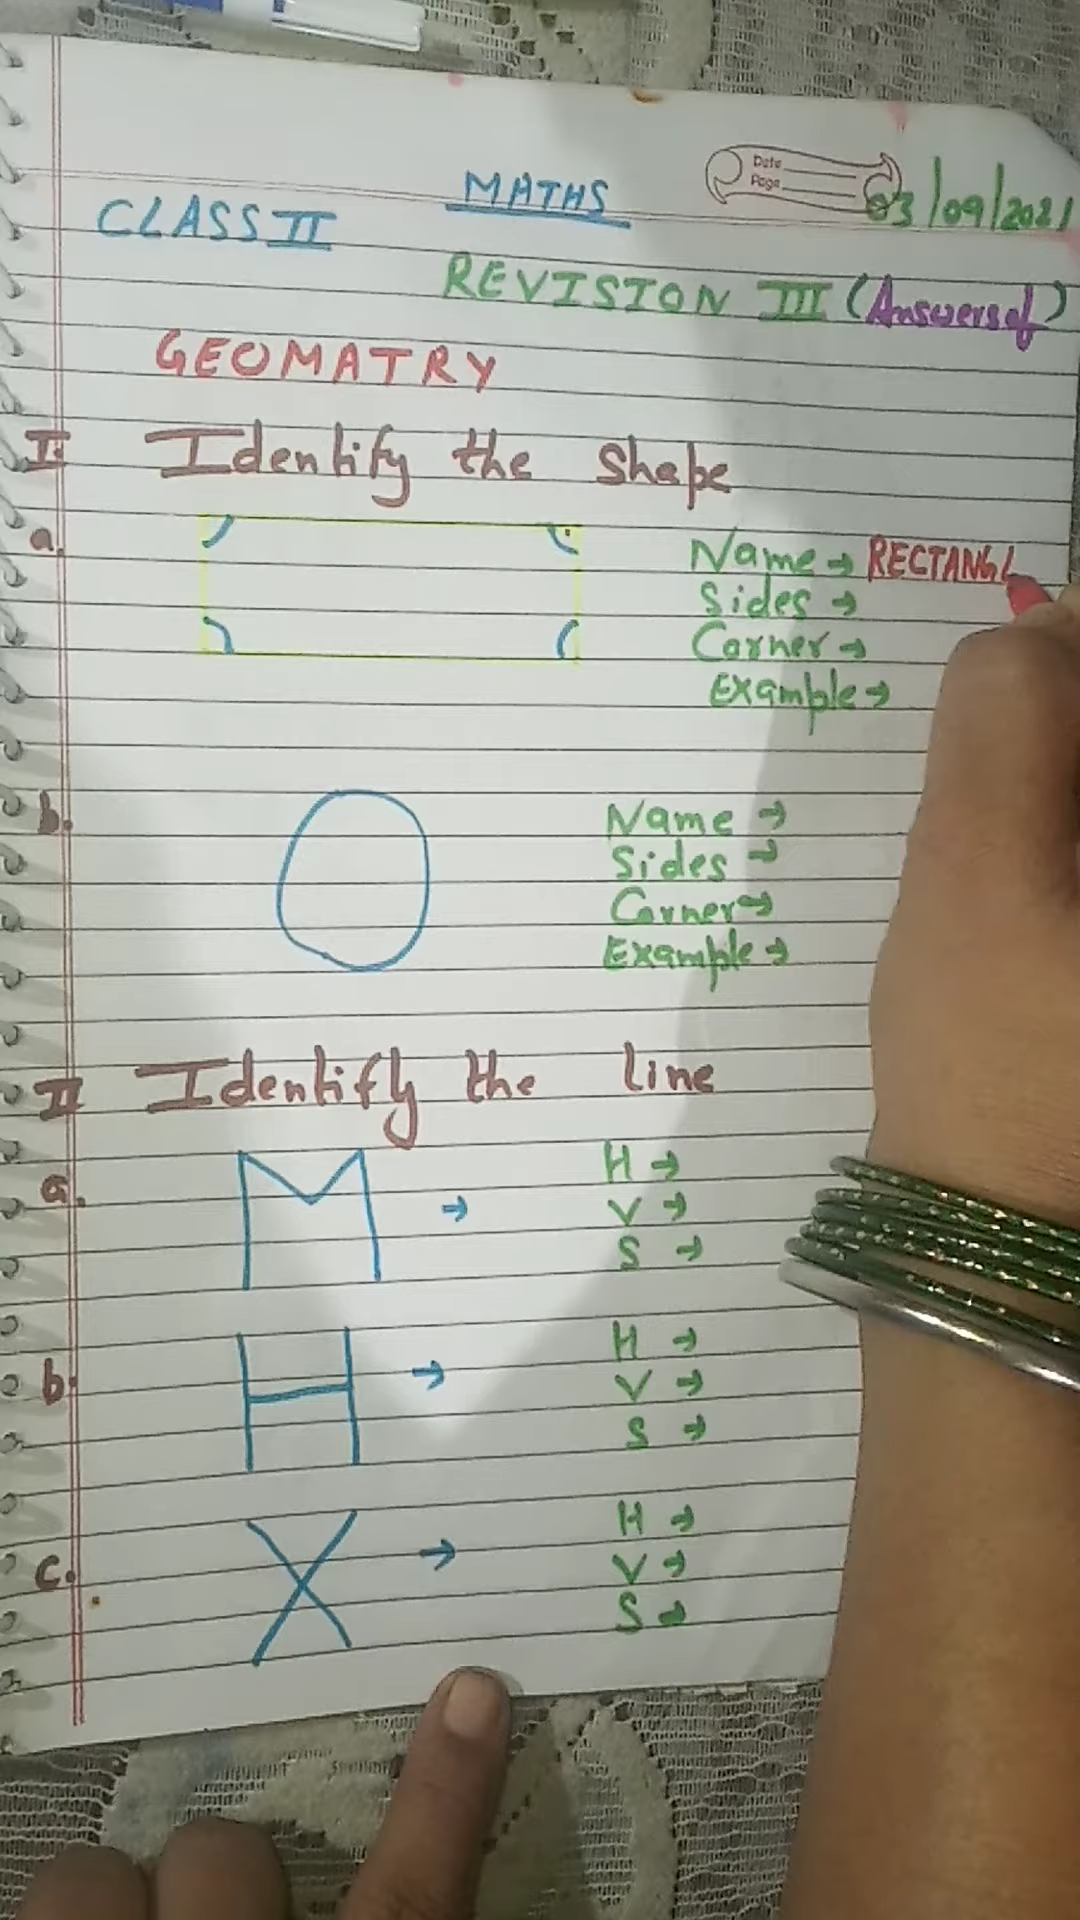 MATHS
Date
Page
03/09/2021
CLASS II
REVISION III (Answers of)
GEOMATRY
I. Identify the Shape
a.
Name → RECTANGL
Sides →
Corner →
Example →
b.
Name →
Sides →
Corner →
Example →
II Identifly the line
a. M → H →
V →
S →
b. H → H →
V →
S →
c. X → H →
V →
S →